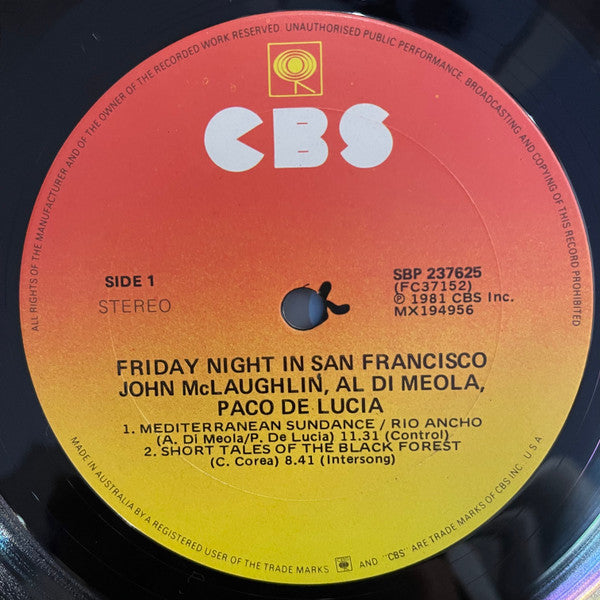 ALL RIGHTS OF THE MANUFACTURER AND OF THE OWNER OF THE RECORDED WORK RESERVED. UNAUTHORISED PUBLIC PERFORMANCE, BROADCASTING AND COPYING OF THIS RECORD PROHIBITED
CBS
SIDE 1
STEREO
SBP 237625
(FC37152)
℗ 1981 CBS Inc.
MX194956
FRIDAY NIGHT IN SAN FRANCISCO
JOHN McLAUGHLIN, AL DI MEOLA,
PACO DE LUCIA
1. MEDITERRANEAN SUNDANCE / RIO ANCHO
(A. Di Meola/P. De Lucia) 11.31 (Control)
2. SHORT TALES OF THE BLACK FOREST
(C. Corea) 8.41 (Intersong)
MADE IN AUSTRALIA BY A REGISTERED USER OF THE TRADE MARKS AND "CBS" ARE TRADE MARKS OF CBS INC. U.S.A